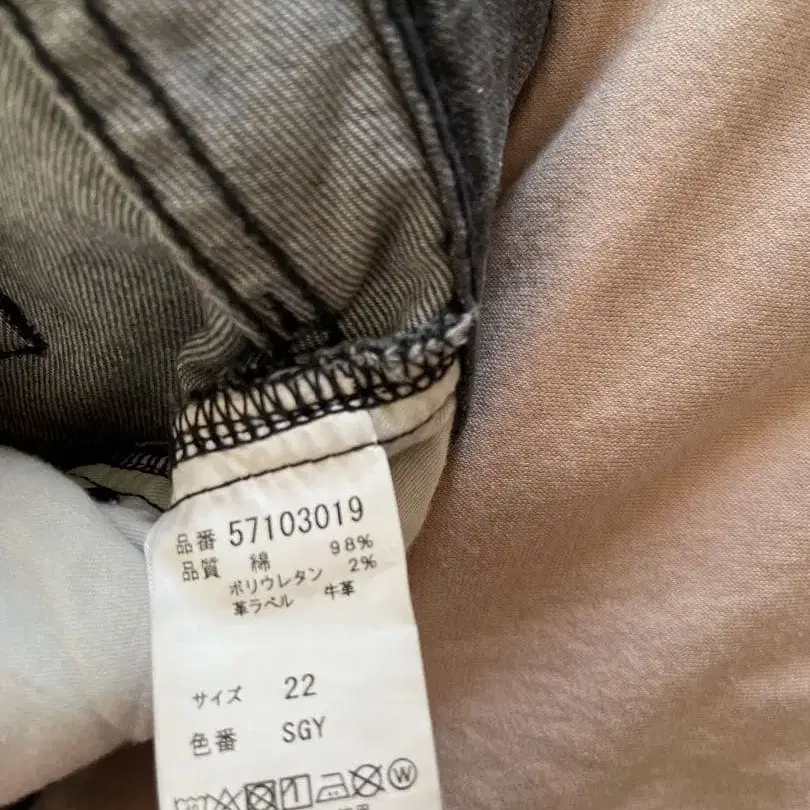 品番 57103019
品質 綿 98%
ポリウレタン 2%
革ラベル 牛革
サイズ 22
色番 SGY
W